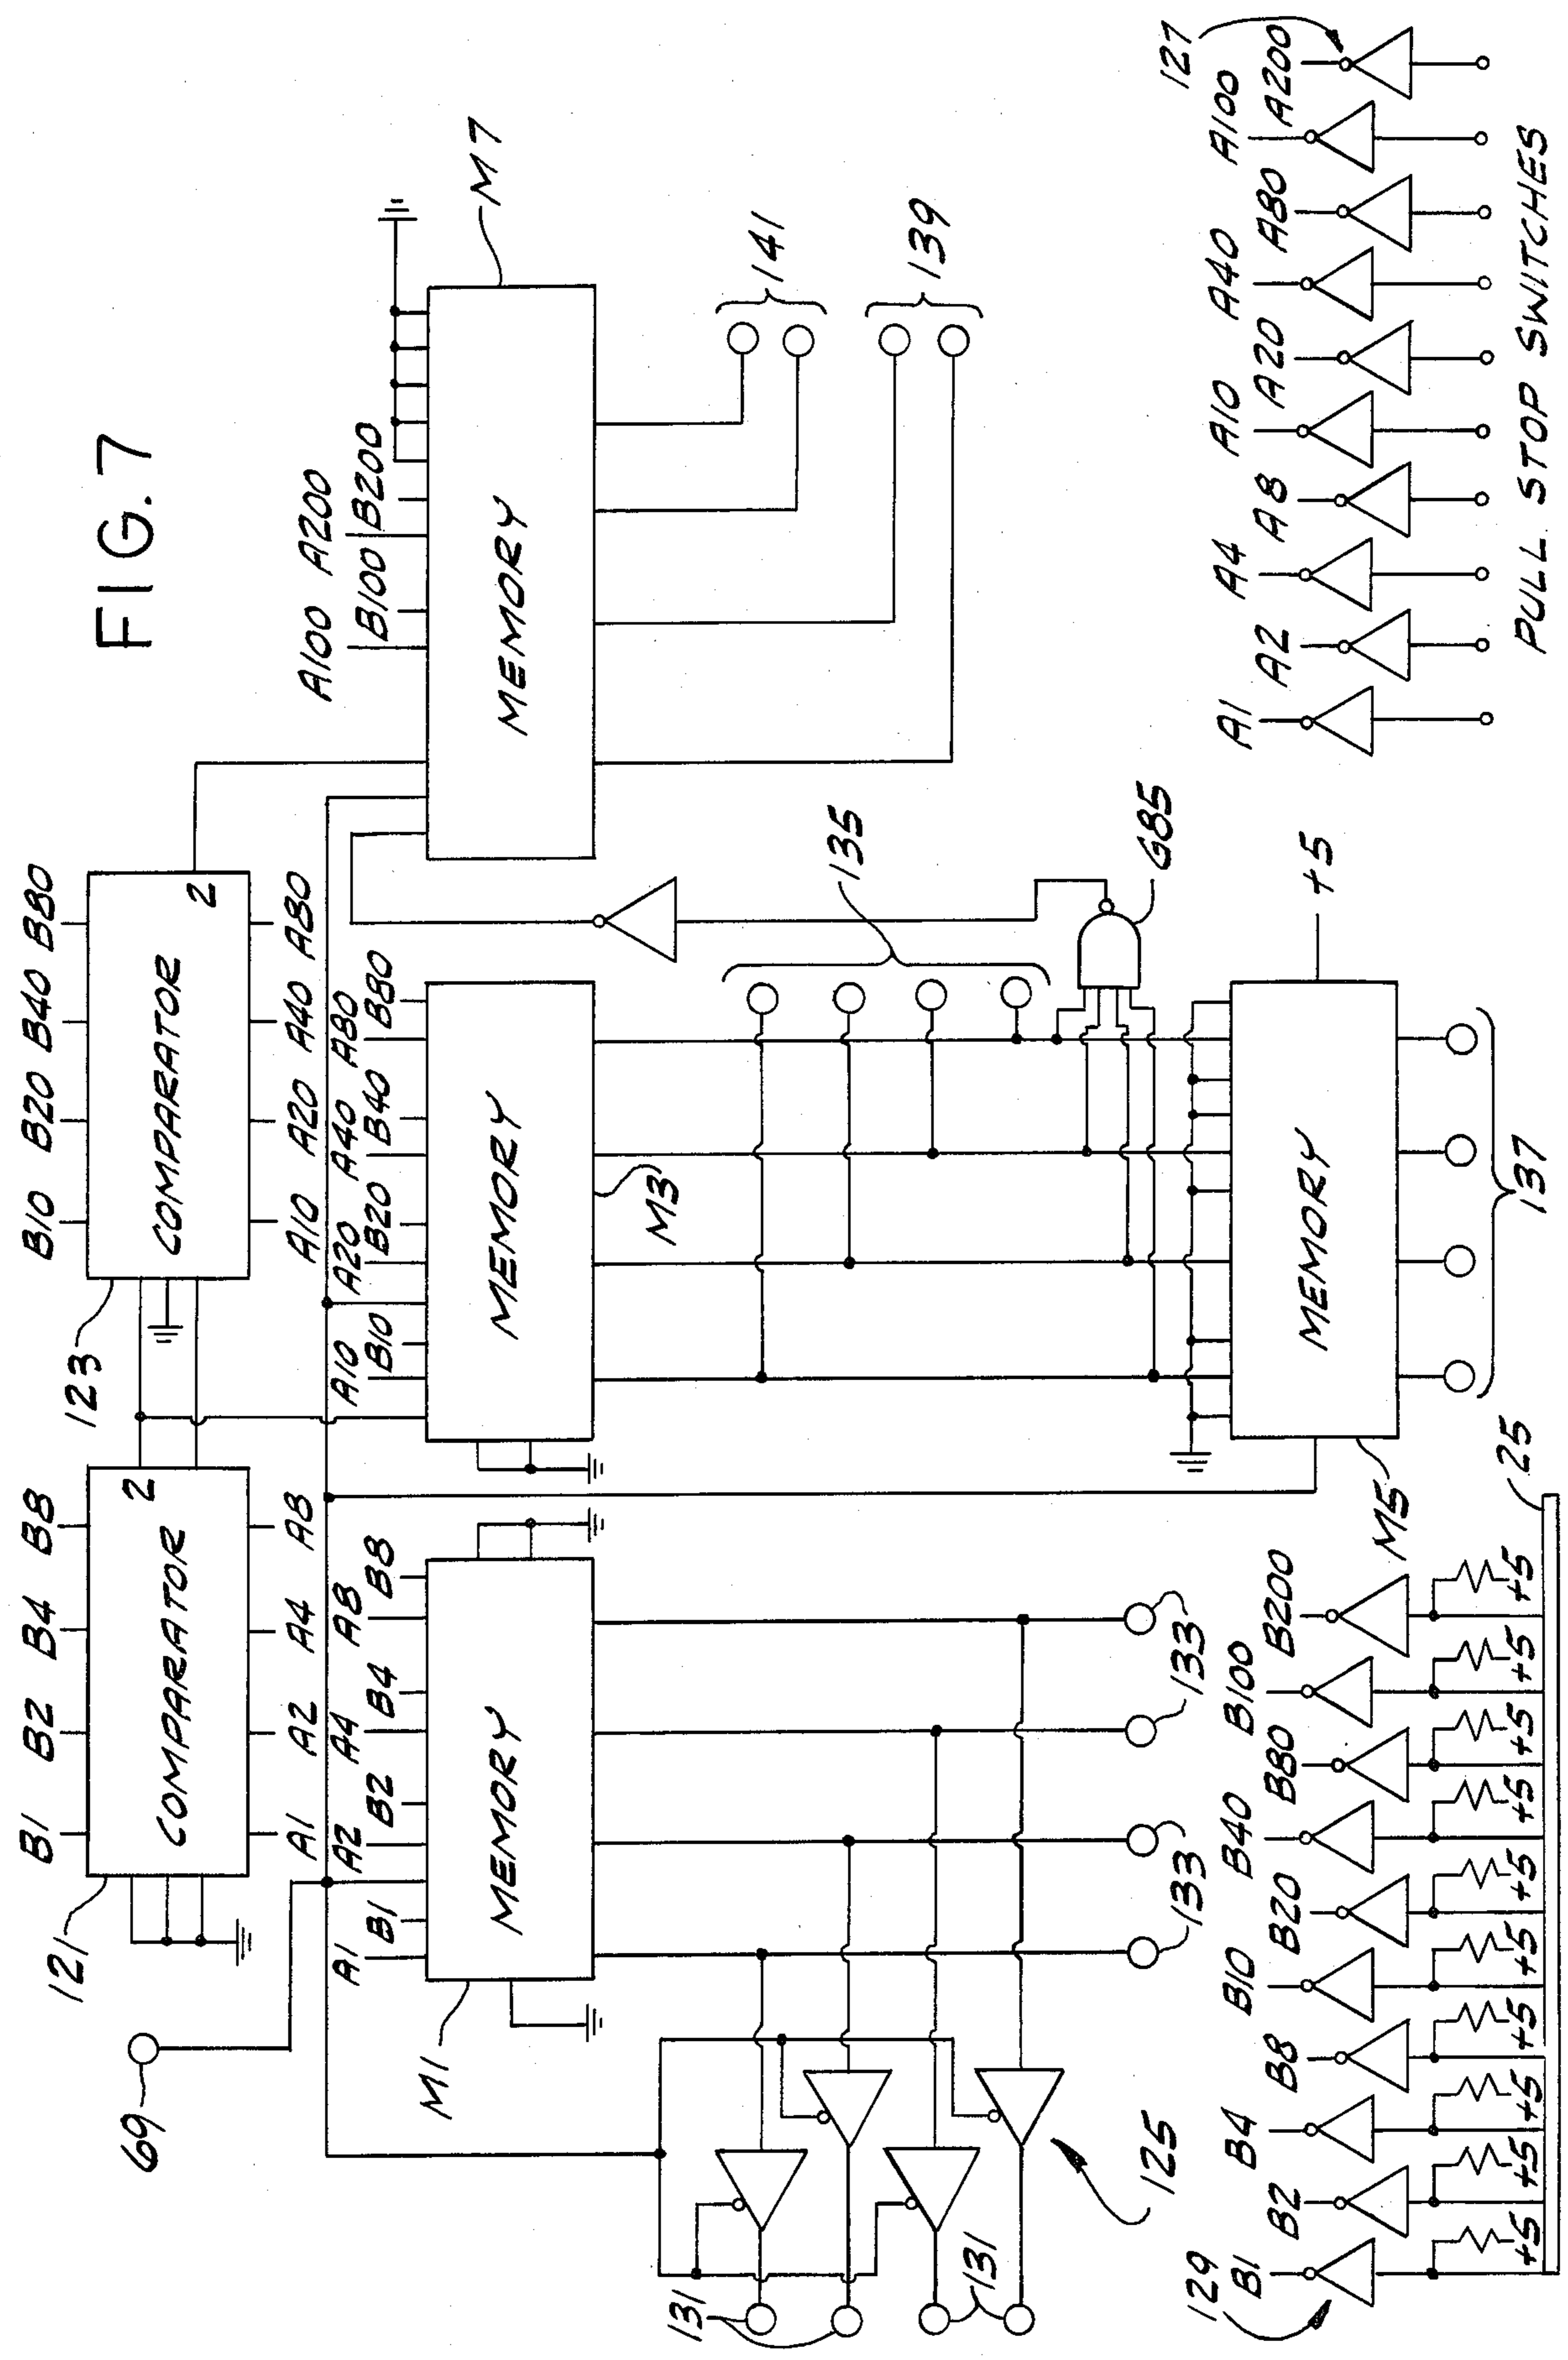 FIG. 7
B1 B2 B4 B8
B10 B20 B40 B80
121
COMPARATOR
2
123
COMPARATOR
2
A1 A2 A4 A8
A10 A20 A40 A80
69
A1 B1 A2 B2 A4 B4 A8 B8
A10 B10 A20 B20 A40 B40 A80 B80
A100 B100 A200 B200
M1
MEMORY
MEMORY
M3
MEMORY
M7
141
139
135
G85
131
131
125
133
133
133
MEMORY
M5
+5
137
129
B1 B2 B4 B8 B10 B20 B40 B80 B100 B200
+5 +5 +5 +5 +5 +5 +5 +5 +5 +5
25
A1 A2 A4 A8 A10 A20 A40 A80 A100 A200
127
PULL STOP SWITCHES